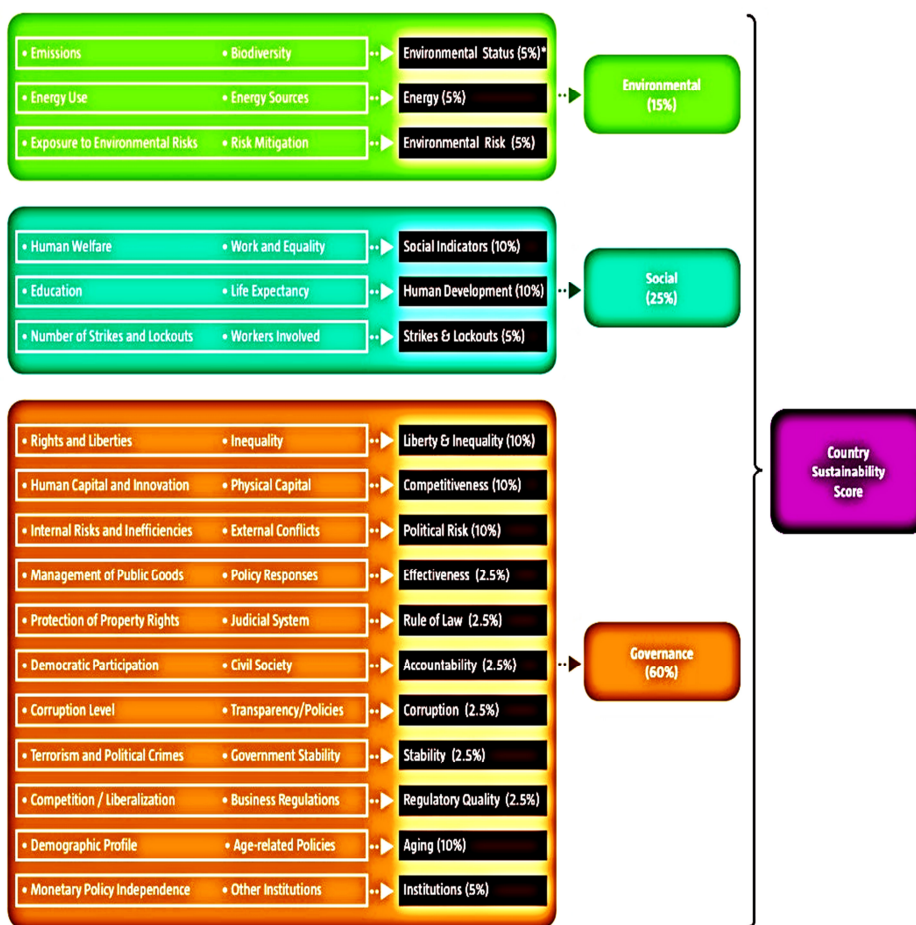 • Emissions • Biodiversity Environmental Status (5%)*
• Energy Use • Energy Sources Energy (5%)
• Exposure to Environmental Risks • Risk Mitigation Environmental Risk (5%)
Environmental
(15%)
• Human Welfare • Work and Equality Social Indicators (10%)
• Education • Life Expectancy Human Development (10%)
• Number of Strikes and Lockouts • Workers Involved Strikes & Lockouts (5%)
Social
(25%)
• Rights and Liberties • Inequality Liberty & Inequality (10%)
• Human Capital and Innovation • Physical Capital Competitiveness (10%)
• Internal Risks and Inefficiencies • External Conflicts Political Risk (10%)
• Management of Public Goods • Policy Responses Effectiveness (2.5%)
• Protection of Property Rights • Judicial System Rule of Law (2.5%)
• Democratic Participation • Civil Society Accountability (2.5%)
• Corruption Level • Transparency/Policies Corruption (2.5%)
• Terrorism and Political Crimes • Government Stability Stability (2.5%)
• Competition / Liberalization • Business Regulations Regulatory Quality (2.5%)
• Demographic Profile • Age-related Policies Aging (10%)
• Monetary Policy Independence • Other Institutions Institutions (5%)
Governance
(60%)
Country
Sustainability
Score